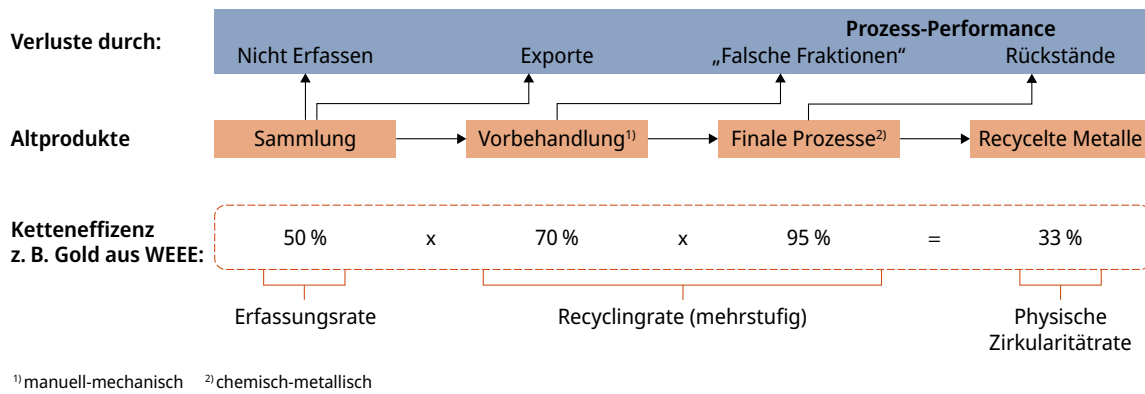 Verluste durch:
Prozess-Performance
Nicht Erfassen
Exporte
„Falsche Fraktionen“
Rückstände
Altprodukte
Sammlung
Vorbehandlung1)
Finale Prozesse2)
Recycelte Metalle
Ketteneffizenz
z. B. Gold aus WEEE:
50 % x 70 % x 95 % = 33 %
Erfassungsrate
Recyclingrate (mehrstufig)
Physische
Zirkularitätrate
1) manuell-mechanisch 2) chemisch-metallisch